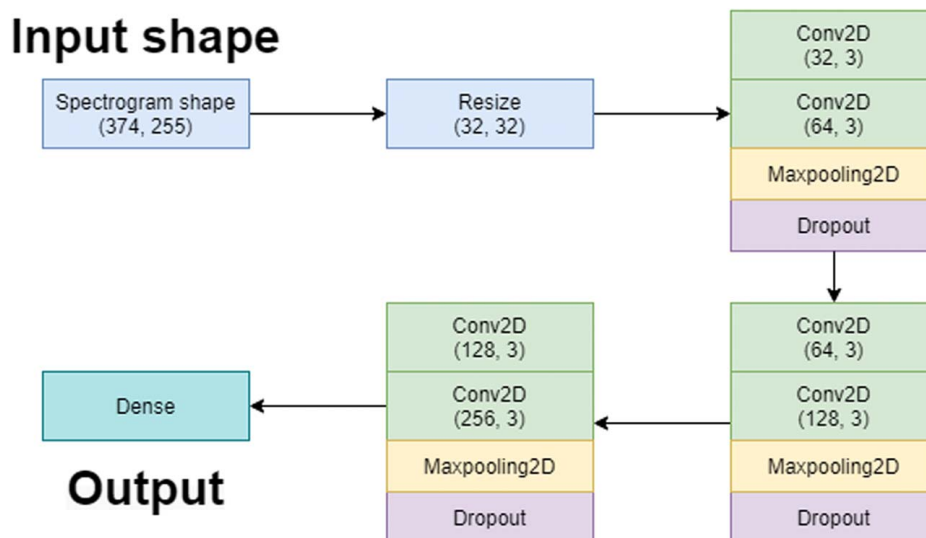 Input shape
Spectrogram shape
(374, 255)
Resize
(32, 32)
Conv2D
(32, 3)
Conv2D
(64, 3)
Maxpooling2D
Dropout
Conv2D
(64, 3)
Conv2D
(128, 3)
Maxpooling2D
Dropout
Conv2D
(128, 3)
Conv2D
(256, 3)
Maxpooling2D
Dropout
Dense
Output